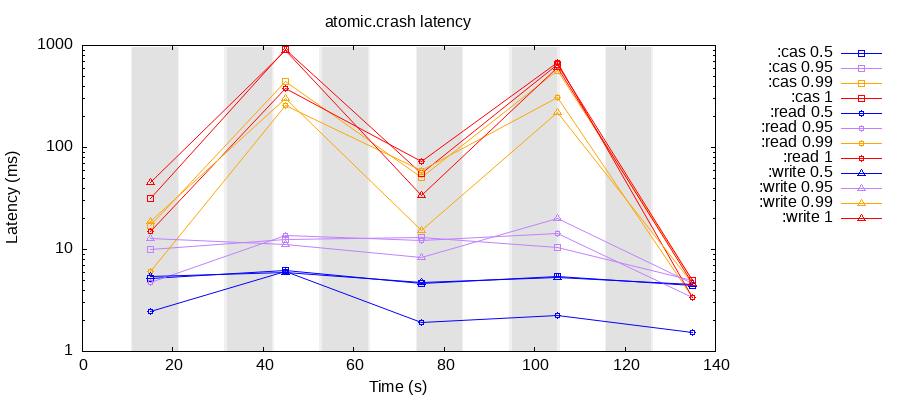 atomic.crash latency
1000
100
10
1
0
20
40
60
80
100
120
140
Latency (ms)
Time (s)
:cas 0.5
:cas 0.95
:cas 0.99
:cas 1
:read 0.5
:read 0.95
:read 0.99
:read 1
:write 0.5
:write 0.95
:write 0.99
:write 1